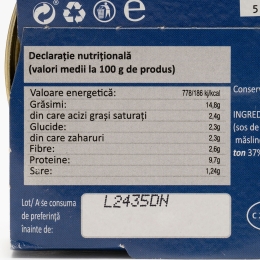 5
Declarație nutrițională
(valori medii la 100 g de produs)
Valoare energetică: 778/186 kj/kcal
Grăsimi: 14,8g
din care acizi grași saturați 2,4g
Glucide: 2,3g
din care zaharuri 2,3g
Fibre: 2,6g
Proteine: 9,7g
Sare: 1,24g
Conserv
INGRED
(sos de
măslin
ton 37%
Lot/ A se consuma
de preferință
înainte de:
L2435DN
C